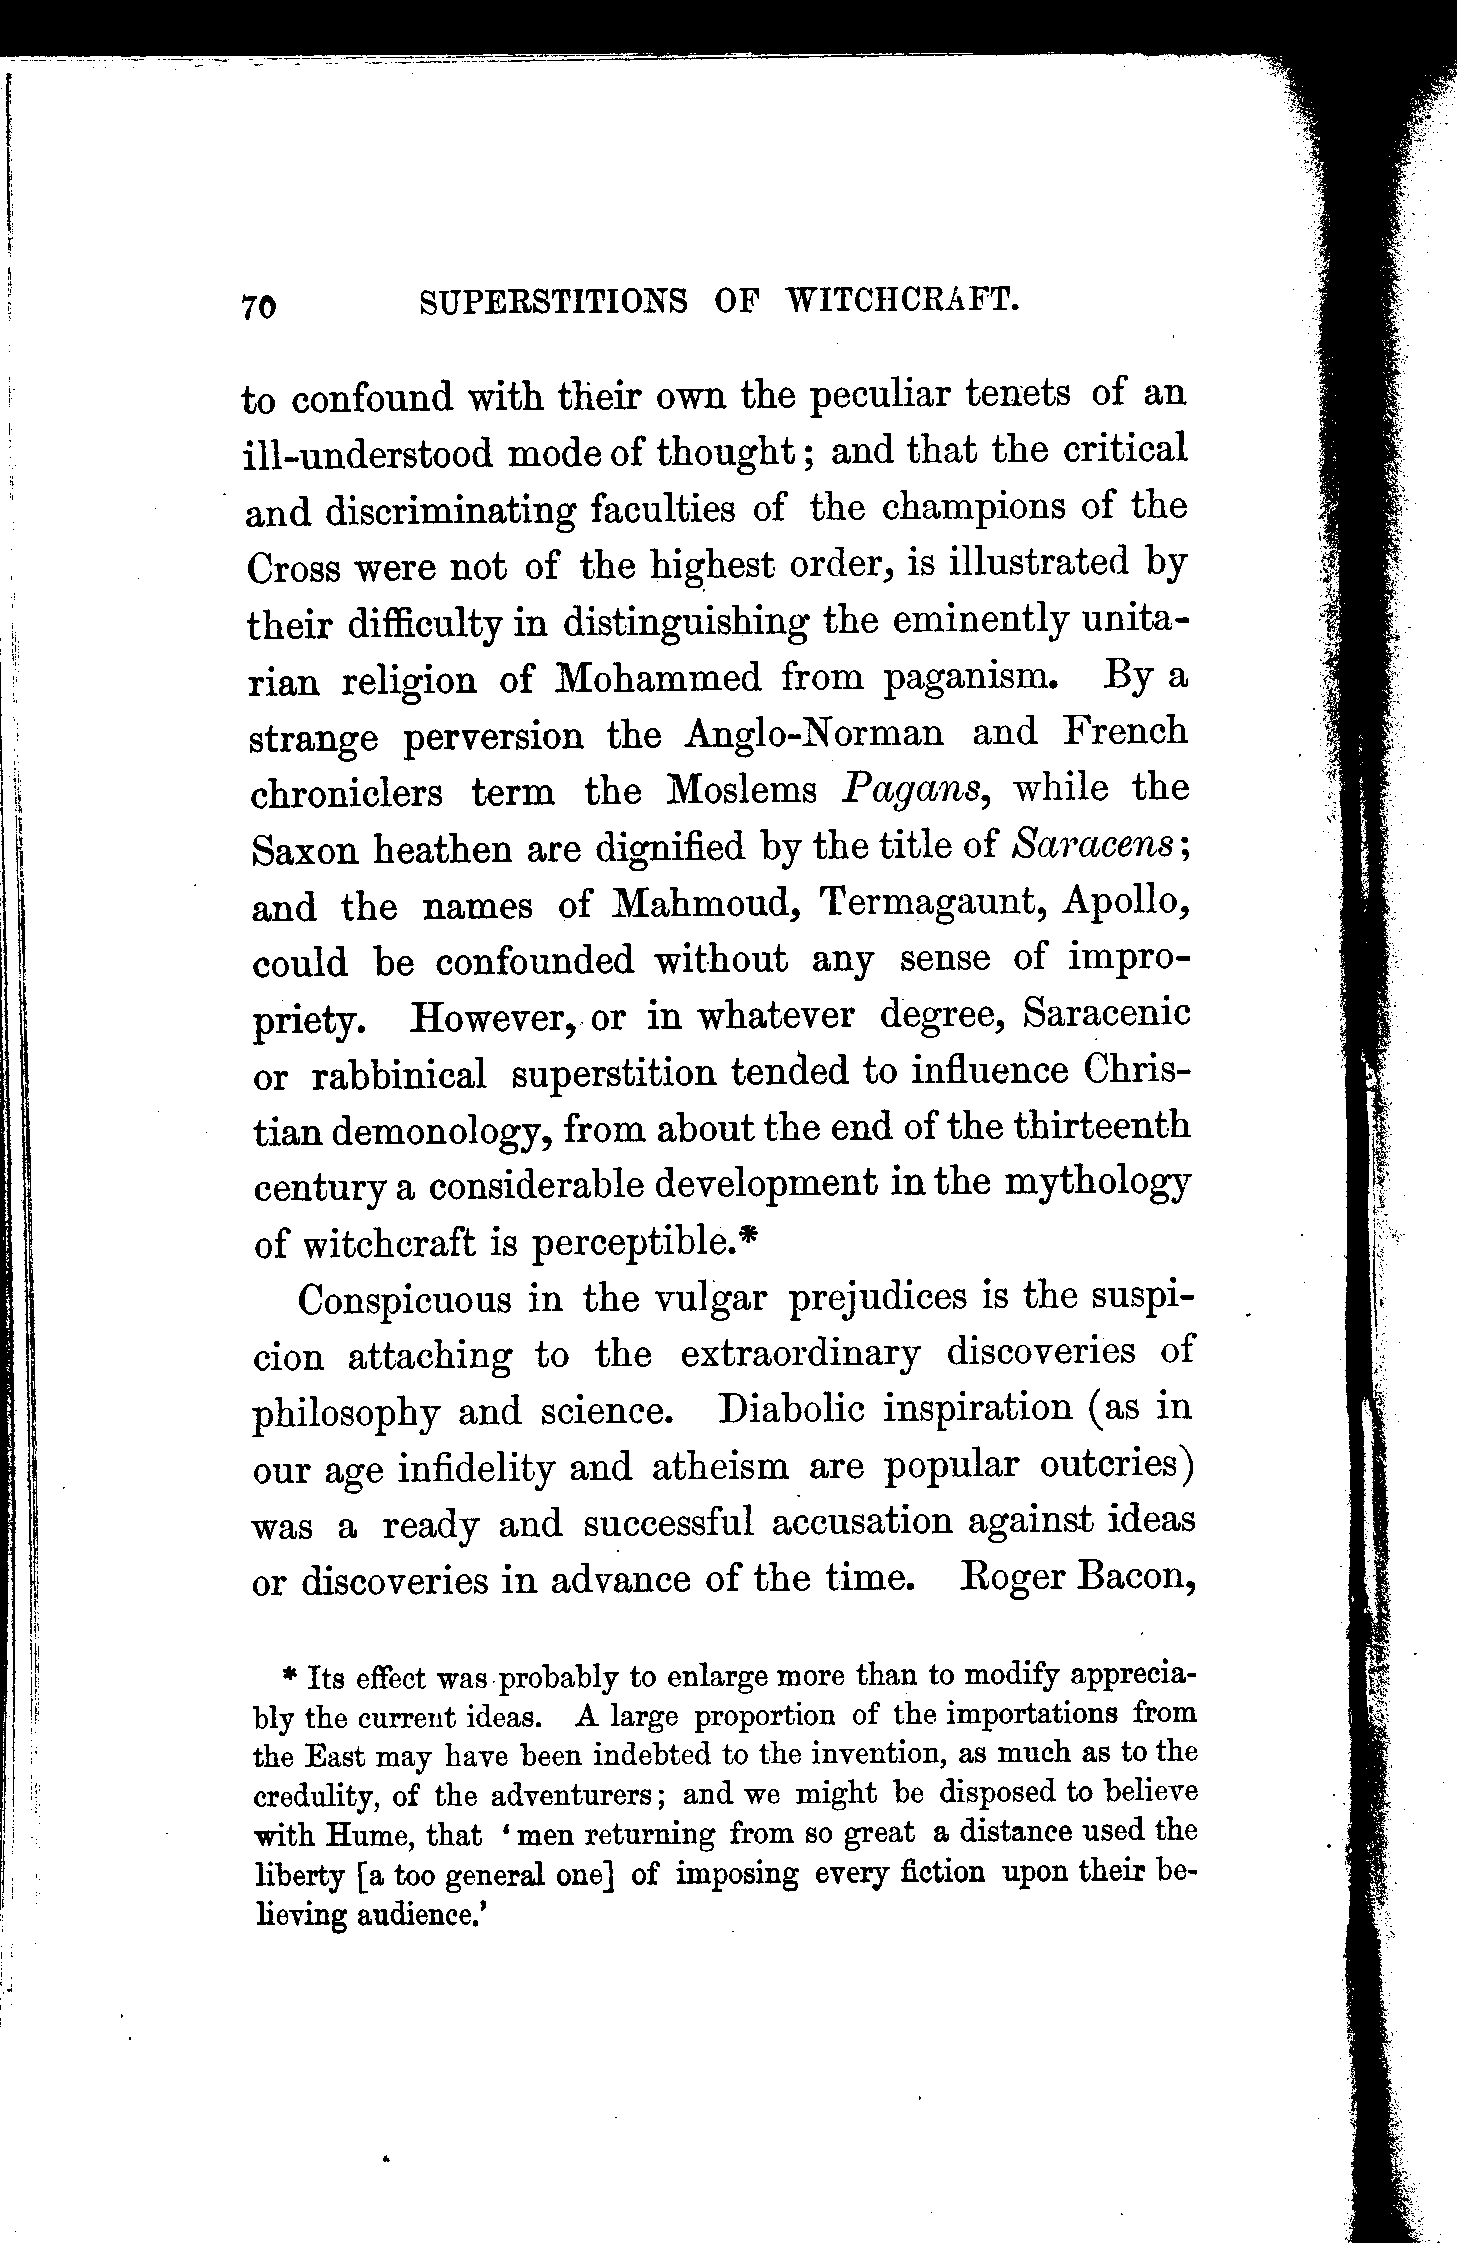 70 SUPERSTITIONS OF WITCHCRAFT.
to confound with their own the peculiar tenets of an
ill-understood mode of thought; and that the critical
and discriminating faculties of the champions of the
Cross were not of the highest order, is illustrated by
their difficulty in distinguishing the eminently unita-
rian religion of Mohammed from paganism. By a
strange perversion the Anglo-Norman and French
chroniclers term the Moslems Pagans, while the
Saxon heathen are dignified by the title of Saracens;
and the names of Mahmoud, Termagaunt, Apollo,
could be confounded without any sense of impro-
priety. However, or in whatever degree, Saracenic
or rabbinical superstition tended to influence Chris-
tian demonology, from about the end of the thirteenth
century a considerable development in the mythology
of witchcraft is perceptible.*
Conspicuous in the vulgar prejudices is the suspi-
cion attaching to the extraordinary discoveries of
philosophy and science. Diabolic inspiration (as in
our age infidelity and atheism are popular outcries)
was a ready and successful accusation against ideas
or discoveries in advance of the time. Roger Bacon,
* Its effect was probably to enlarge more than to modify apprecia-
bly the current ideas. A large proportion of the importations from
the East may have been indebted to the invention, as much as to the
credulity, of the adventurers; and we might be disposed to believe
with Hume, that ‘men returning from so great a distance used the
liberty [a too general one] of imposing every fiction upon their be-
lieving audience.’